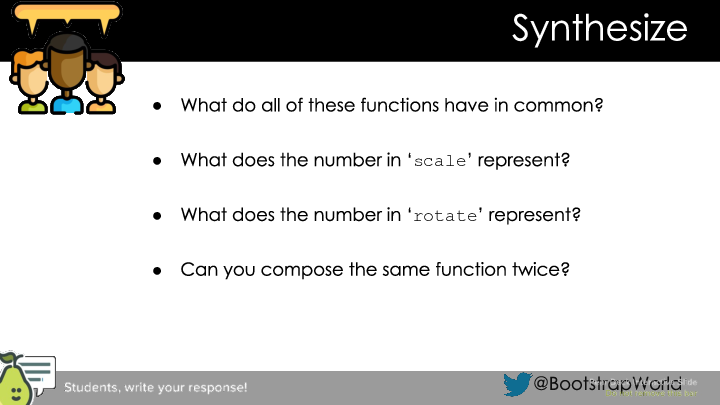 Synthesize
● What do all of these functions have in common?
● What does the number in ‘scale’ represent?
● What does the number in ‘rotate’ represent?
● Can you compose the same function twice?
Students, write your response!
@BootstrapWorld